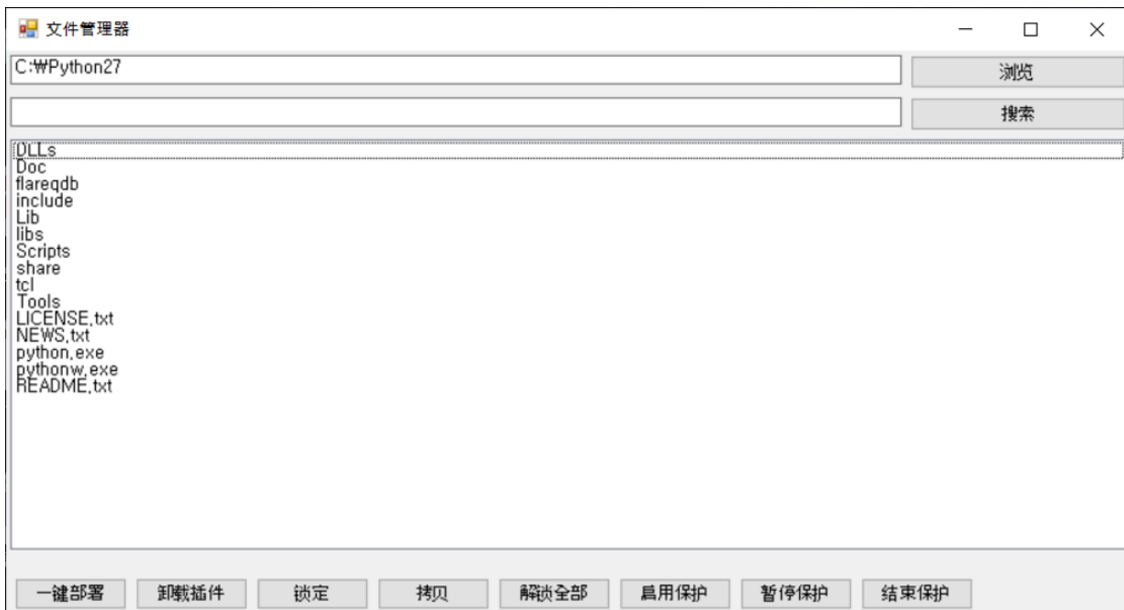 文件管理器
C:₩Python27
浏览
搜索
DLLs
Doc
flareqdb
include
Lib
libs
Scripts
share
tcl
Tools
LICENSE.txt
NEWS.txt
python.exe
pythonw.exe
README.txt
一键部署 卸载插件 锁定 拷贝 解锁全部 启用保护 暂停保护 结束保护